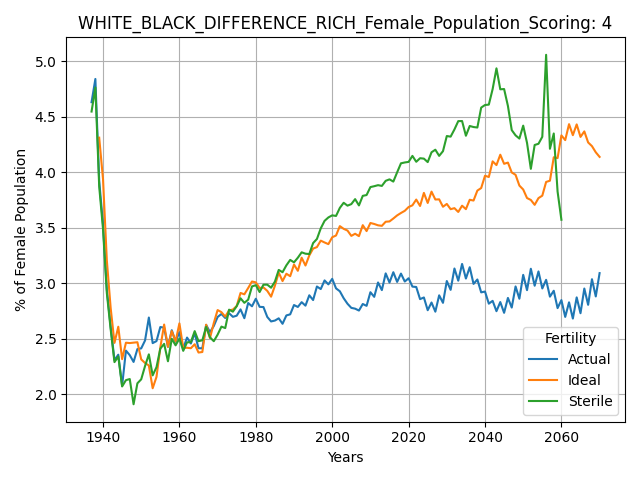 WHITE_BLACK_DIFFERENCE_RICH_Female_Population_Scoring: 4
% of Female Population
5.0
4.5
4.0
3.5
3.0
2.5
2.0
Fertility
Actual
Ideal
Sterile
1940 1960 1980 2000 2020 2040 2060
Years